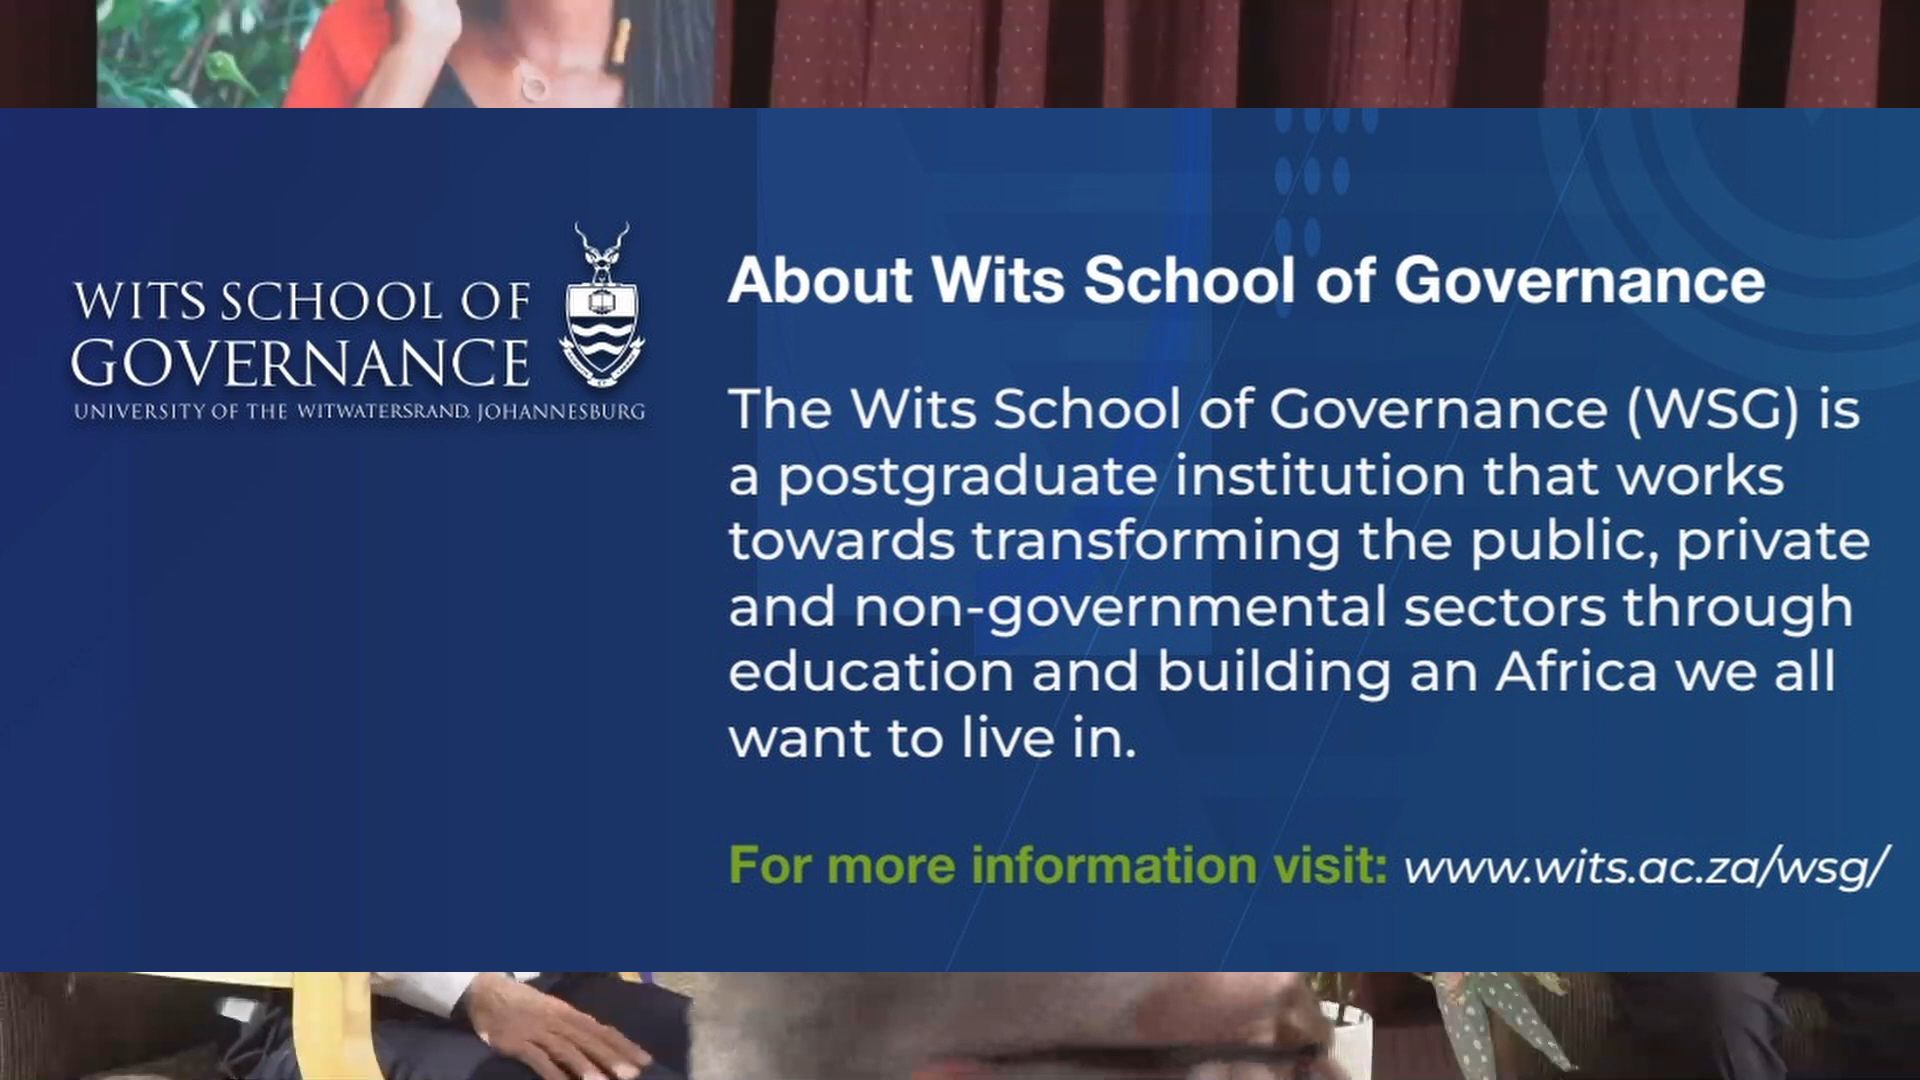 WITS SCHOOL OF
GOVERNANCE
UNIVERSITY OF THE WITWATERSRAND, JOHANNESBURG
About Wits School of Governance
The Wits School of Governance (WSG) is
a postgraduate institution that works
towards transforming the public, private
and non-governmental sectors through
education and building an Africa we all
want to live in.
For more information visit: www.wits.ac.za/wsg/